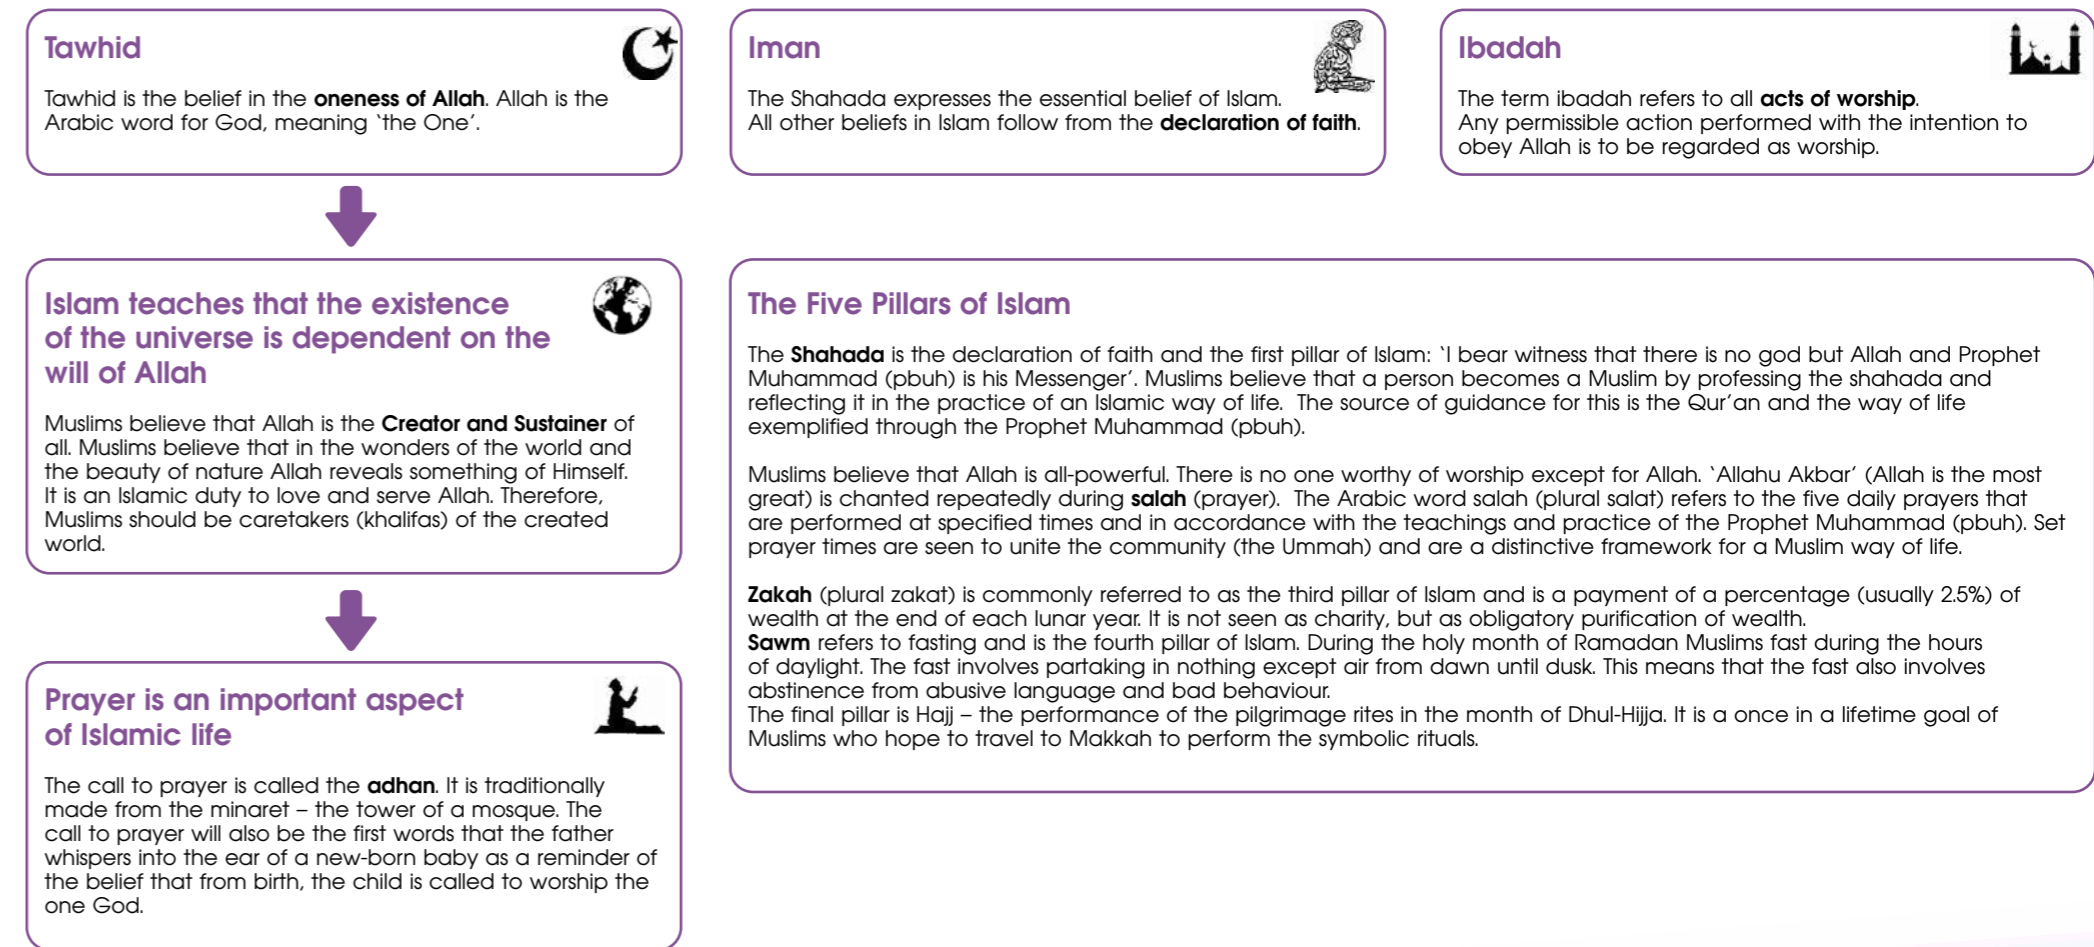 Tawhid
Tawhid is the belief in the oneness of Allah. Allah is the
Arabic word for God, meaning ‘the One’.
Iman
The Shahada expresses the essential belief of Islam.
All other beliefs in Islam follow from the declaration of faith.
Ibadah
The term ibadah refers to all acts of worship.
Any permissible action performed with the intention to
obey Allah is to be regarded as worship.
Islam teaches that the existence
of the universe is dependent on the
will of Allah
Muslims believe that Allah is the Creator and Sustainer of
all. Muslims believe that in the wonders of the world and
the beauty of nature Allah reveals something of Himself.
It is an Islamic duty to love and serve Allah. Therefore,
Muslims should be caretakers (khalifas) of the created
world.
Prayer is an important aspect
of Islamic life
The call to prayer is called the adhan. It is traditionally
made from the minaret – the tower of a mosque. The
call to prayer will also be the first words that the father
whispers into the ear of a new-born baby as a reminder of
the belief that from birth, the child is called to worship the
one God.
The Five Pillars of Islam
The Shahada is the declaration of faith and the first pillar of Islam: ‘I bear witness that there is no god but Allah and Prophet
Muhammad (pbuh) is his Messenger’. Muslims believe that a person becomes a Muslim by professing the shahada and
reflecting it in the practice of an Islamic way of life. The source of guidance for this is the Qur’an and the way of life
exemplified through the Prophet Muhammad (pbuh).
Muslims believe that Allah is all-powerful. There is no one worthy of worship except for Allah. ‘Allahu Akbar’ (Allah is the most
great) is chanted repeatedly during salah (prayer). The Arabic word salah (plural salat) refers to the five daily prayers that
are performed at specified times and in accordance with the teachings and practice of the Prophet Muhammad (pbuh). Set
prayer times are seen to unite the community (the Ummah) and are a distinctive framework for a Muslim way of life.
Zakah (plural zakat) is commonly referred to as the third pillar of Islam and is a payment of a percentage (usually 2.5%) of
wealth at the end of each lunar year. It is not seen as charity, but as obligatory purification of wealth.
Sawm refers to fasting and is the fourth pillar of Islam. During the holy month of Ramadan Muslims fast during the hours
of daylight. The fast involves partaking in nothing except air from dawn until dusk. This means that the fast also involves
abstinence from abusive language and bad behaviour.
The final pillar is Hajj – the performance of the pilgrimage rites in the month of Dhul-Hijja. It is a once in a lifetime goal of
Muslims who hope to travel to Makkah to perform the symbolic rituals.